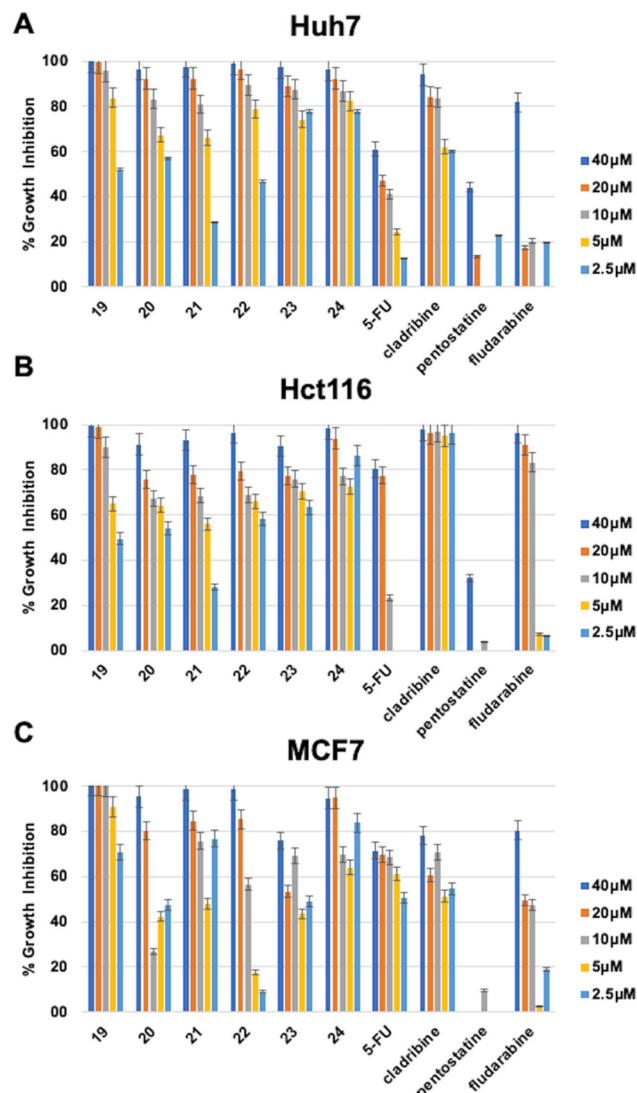 A
Huh7
% Growth Inhibition
100
80
60
40
20
00
19
20
21
22
23
24
5-FU
cladribine
pentostatine
fludarabine
40µM
20µM
10µM
5µM
2.5µM
B
Hct116
% Growth Inhibition
100
80
60
40
20
00
19
20
21
22
23
24
5-FU
cladribine
pentostatine
fludarabine
40µM
20µM
10µM
5µM
2.5µM
C
MCF7
% Growth Inhibition
100
80
60
40
20
00
19
20
21
22
23
24
5-FU
cladribine
pentostatine
fludarabine
40µM
20µM
10µM
5µM
2.5µM